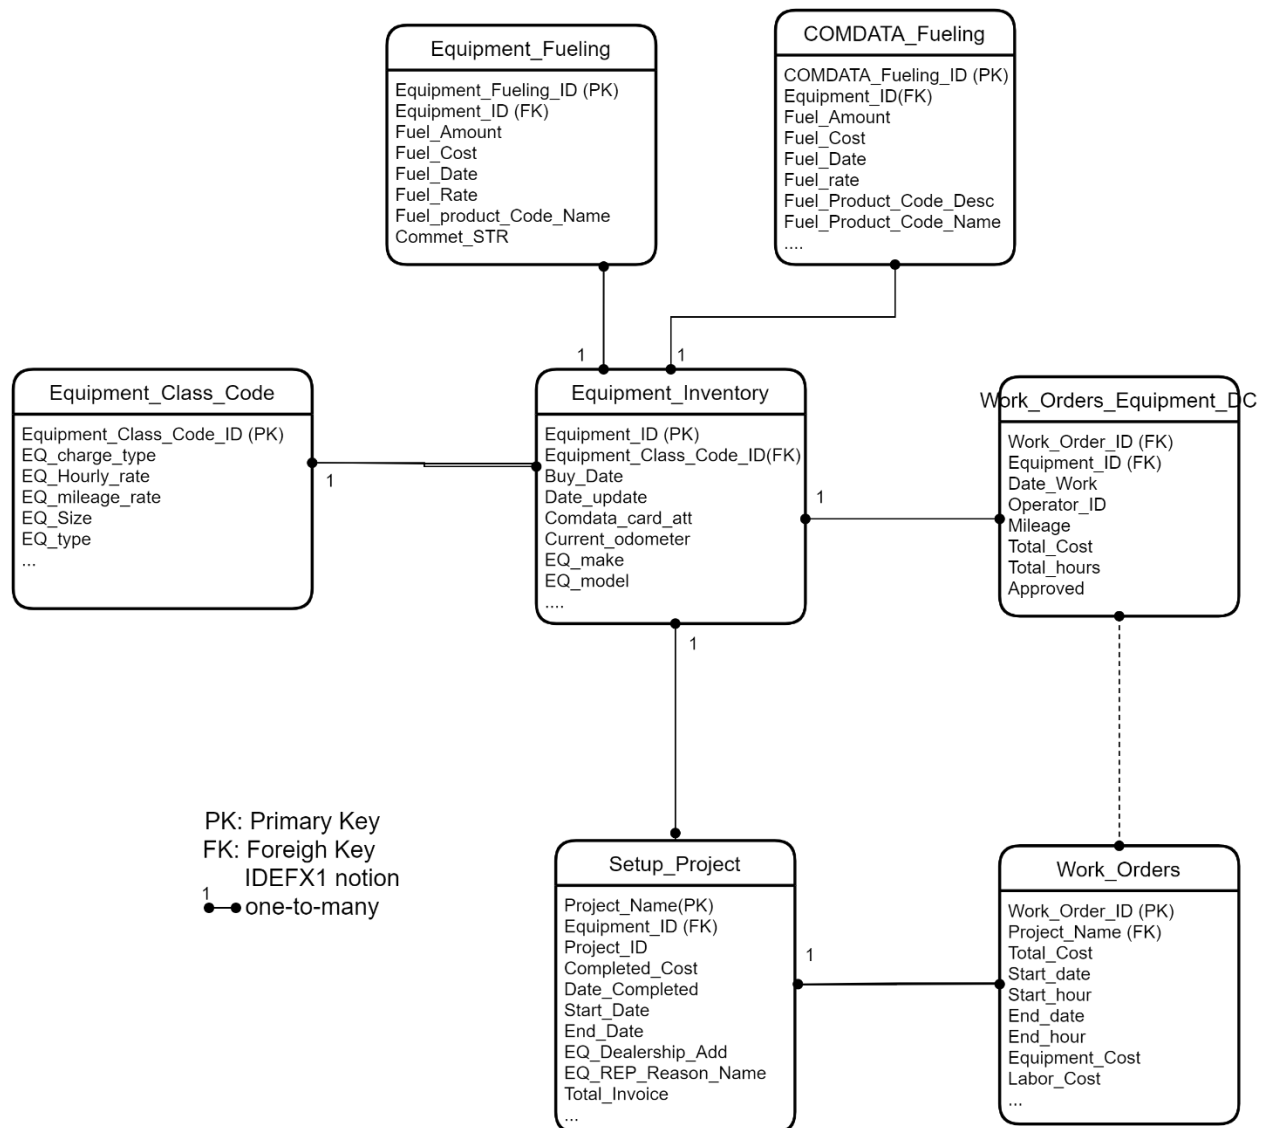 Equipment_Fueling
Equipment_Fueling_ID (PK)
Equipment_ID (FK)
Fuel_Amount
Fuel_Cost
Fuel_Date
Fuel_Rate
Fuel_product_Code_Name
Commet_STR
COMDATA_Fueling
COMDATA_Fueling_ID (PK)
Equipment_ID(FK)
Fuel_Amount
Fuel_Cost
Fuel_Date
Fuel_rate
Fuel_Product_Code_Desc
Fuel_Product_Code_Name
....
1
1
Equipment_Class_Code
Equipment_Class_Code_ID (PK)
EQ_charge_type
EQ_Hourly_rate
EQ_mileage_rate
EQ_Size
EQ_type
...
1
Equipment_Inventory
Equipment_ID (PK)
Equipment_Class_Code_ID(FK)
Buy_Date
Date_update
Comdata_card_att
Current_odometer
EQ_make
EQ_model
....
1
1
Work_Orders_Equipment_DC
Work_Order_ID (FK)
Equipment_ID (FK)
Date_Work
Operator_ID
Mileage
Total_Cost
Total_hours
Approved
PK: Primary Key
FK: Foreigh Key
IDEFX1 notion
1
one-to-many
Setup_Project
Project_Name(PK)
Equipment_ID (FK)
Project_ID
Completed_Cost
Date_Completed
Start_Date
End_Date
EQ_Dealership_Add
EQ_REP_Reason_Name
Total_Invoice
...
1
Work_Orders
Work_Order_ID (PK)
Project_Name (FK)
Total_Cost
Start_date
Start_hour
End_date
End_hour
Equipment_Cost
Labor_Cost
...